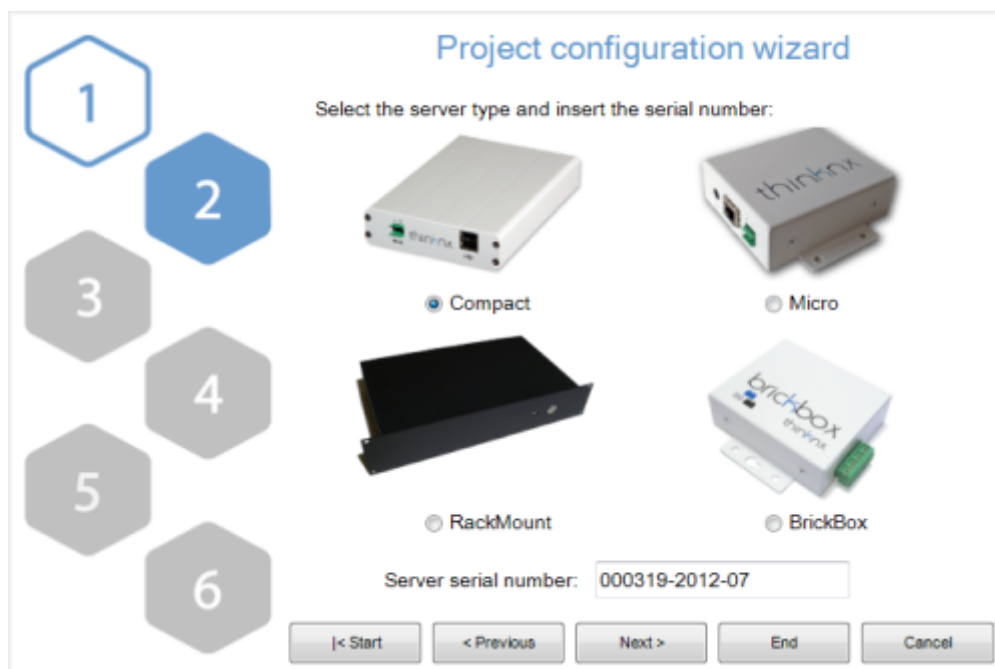 Project configuration wizard
1
Select the server type and insert the serial number:
2
thinknx
thinknx
3
Compact
Micro
4
brickbox
thinknx
5
RackMount
BrickBox
6
Server serial number: 000319-2012-07
|< Start
< Previous
Next >
End
Cancel